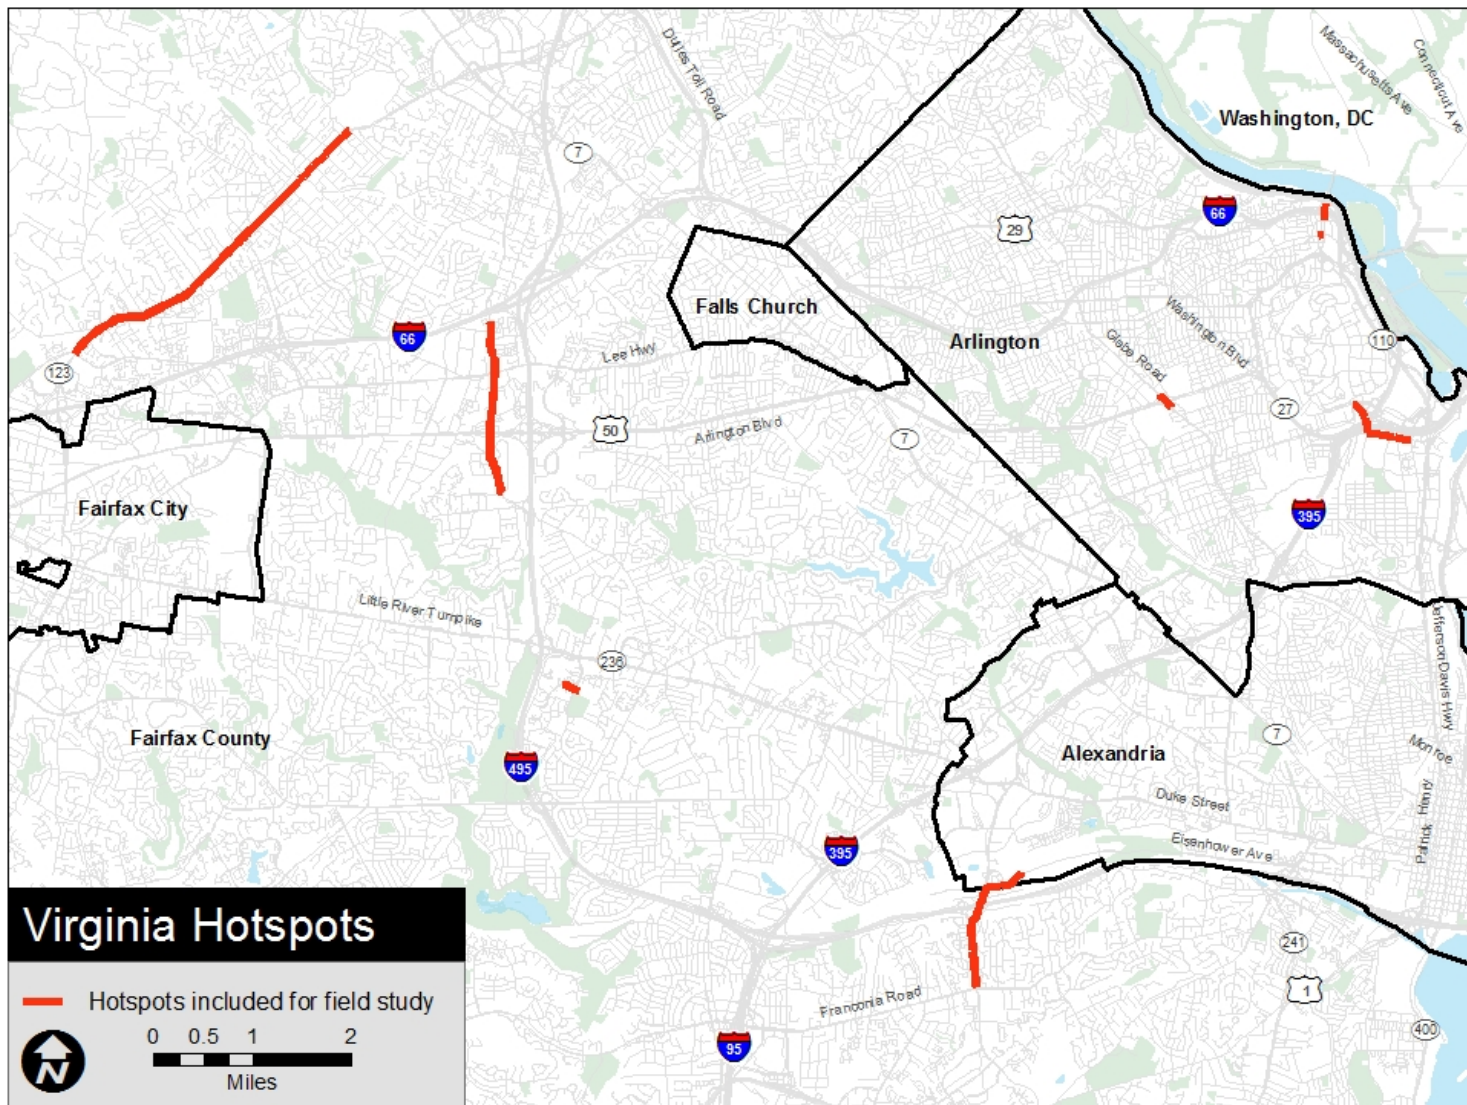 Dulles Toll Road
Massachusetts Ave
Connecticut Ave
Washington, DC
7
66
29
Falls Church
Washington Blvd
Globe Road
Arlington
110
66
Lee Hwy
123
27
50
Arlington Blvd
7
Fairfax City
395
Little River Turnpike
Jefferson Davis Hwy
236
Fairfax County
7
Monroe
Alexandria
495
Duke Street
Patrick Henry
Eisenhower Ave
395
Virginia Hotspots
241
Hotspots included for field study
1
Franconia Road
0 0.5 1 2
400
95
N
Miles